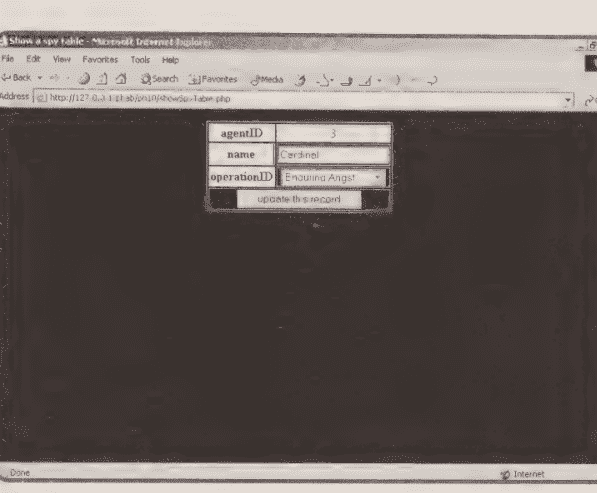 Show a spy table - Microsoft Internet Explorer
File Edit View Favorites Tools Help
Back Search Favorites Media
Address
agentID 3
name Cardinal
operationID Enduring Angst
update this record
Done Internet